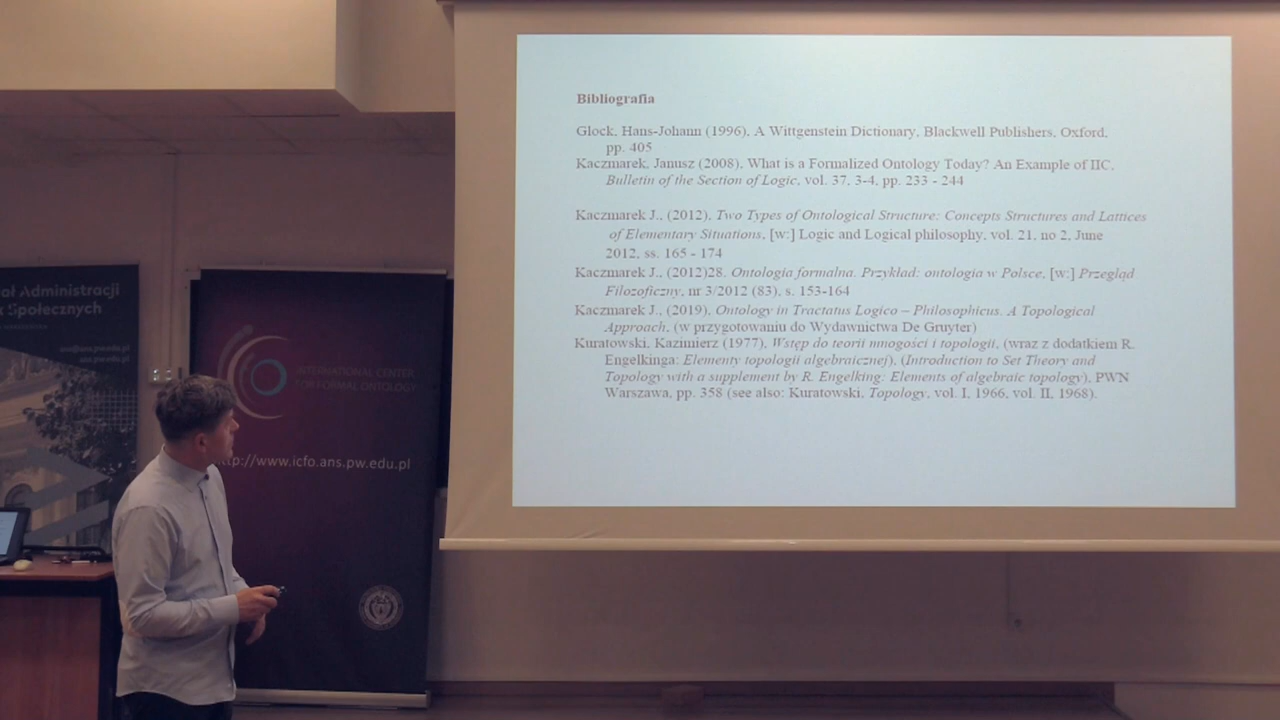 Bibliografia
Glock, Hans-Johann (1996), A Wittgenstein Dictionary, Blackwell Publishers, Oxford,
pp. 405
Kaczmarek, Janusz (2008), What is a Formalized Ontology Today? An Example of IIC,
Bulletin of the Section of Logic, vol. 37, 3-4, pp. 233 - 244
Kaczmarek J., (2012), Two Types of Ontological Structure: Concepts Structures and Lattices
of Elementary Situations, [w:] Logic and Logical philosophy, vol. 21, no 2, June
2012, ss. 165 - 174
Kaczmarek J., (2012)28. Ontologia formalna. Przykład: ontologia w Polsce, [w:] Przegląd
Filozoficzny, nr 3/2012 (83), s. 153-164
Kaczmarek J., (2019), Ontology in Tractatus Logico – Philosophicus. A Topological
Approach, (w przygotowaniu do Wydawnictwa De Gruyter)
Kuratowski, Kazimierz (1977), Wstęp do teorii mnogości i topologii, (wraz z dodatkiem R.
Engelkinga: Elementy topologii algebraicznej), (Introduction to Set Theory and
Topology with a supplement by R. Engelking: Elements of algebraic topology), PWN
Warszawa, pp. 358 (see also: Kuratowski, Topology, vol. I, 1966, vol. II, 1968).
ał Administracji
Społecznych
ans.pw.edu.pl
INTERNATIONAL CENTER
FOR FORMAL ONTOLOGY
tp://www.icfo.ans.pw.edu.pl